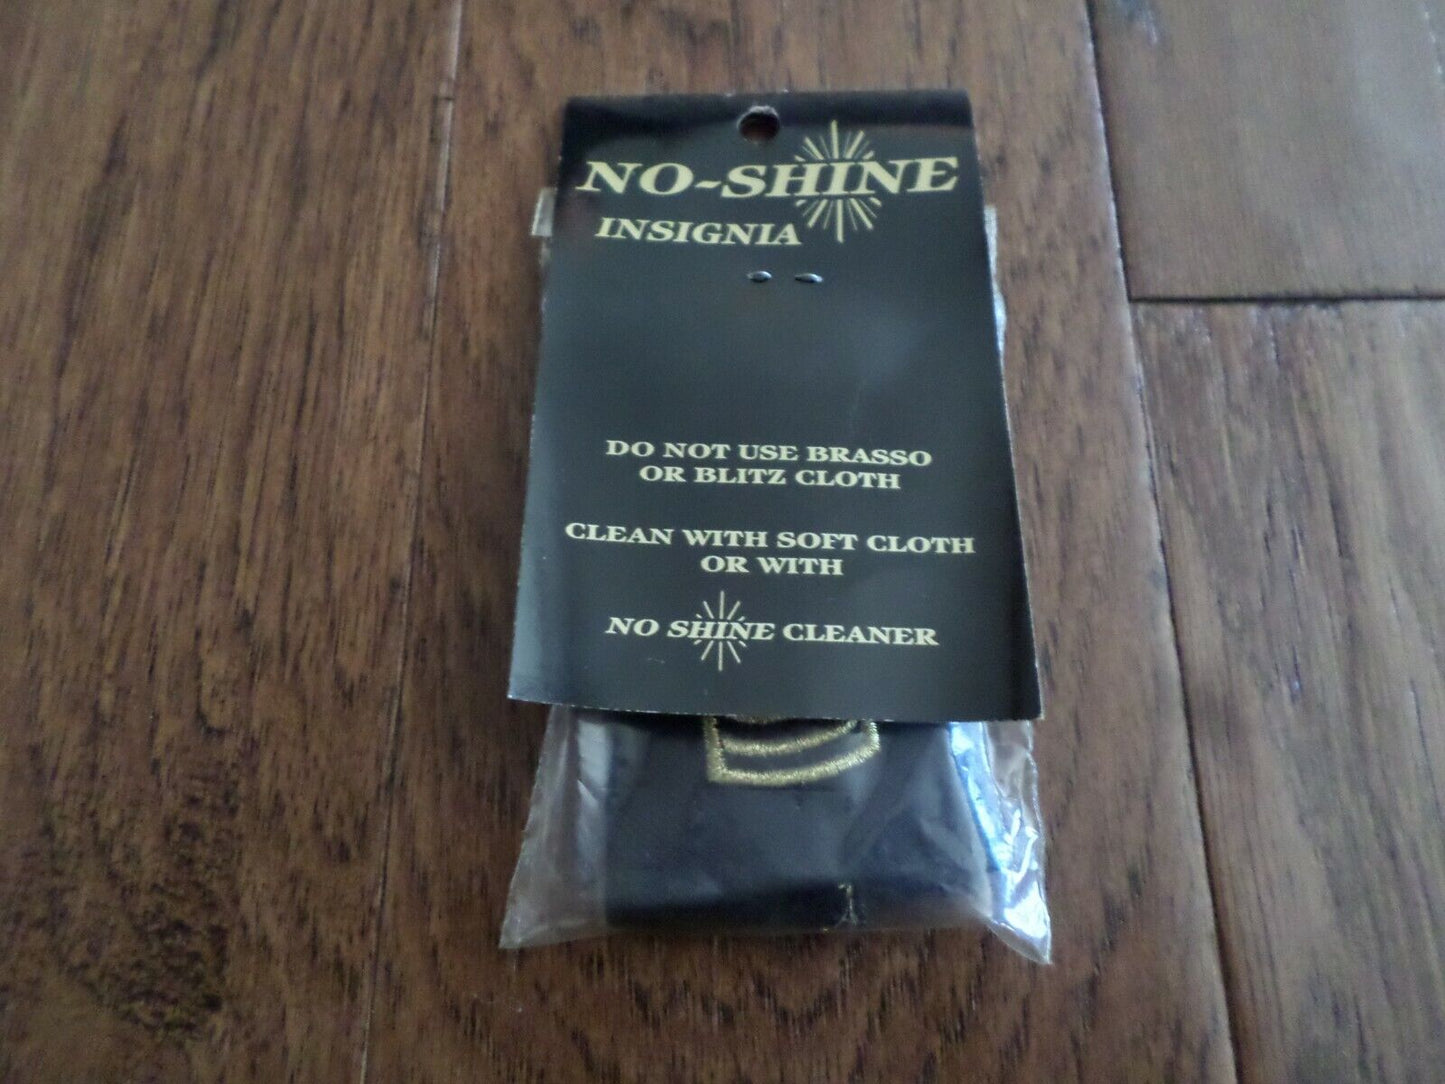 NO-SHINE
INSIGNIA
DO NOT USE BRASSO
OR BLITZ CLOTH
CLEAN WITH SOFT CLOTH
OR WITH
NO SHINE CLEANER